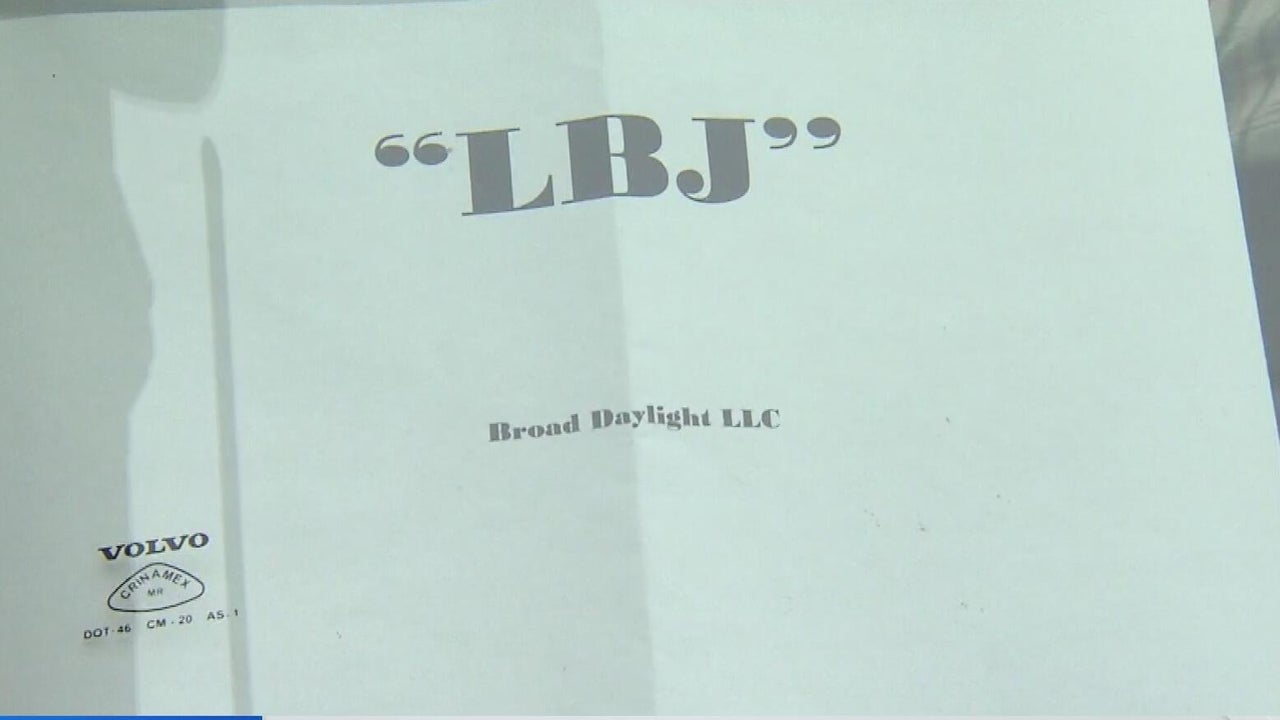 “LBJ”
Broad Daylight LLC
VOLVO
CRINAMEX
MR
DOT-46 CM-20 AS-1